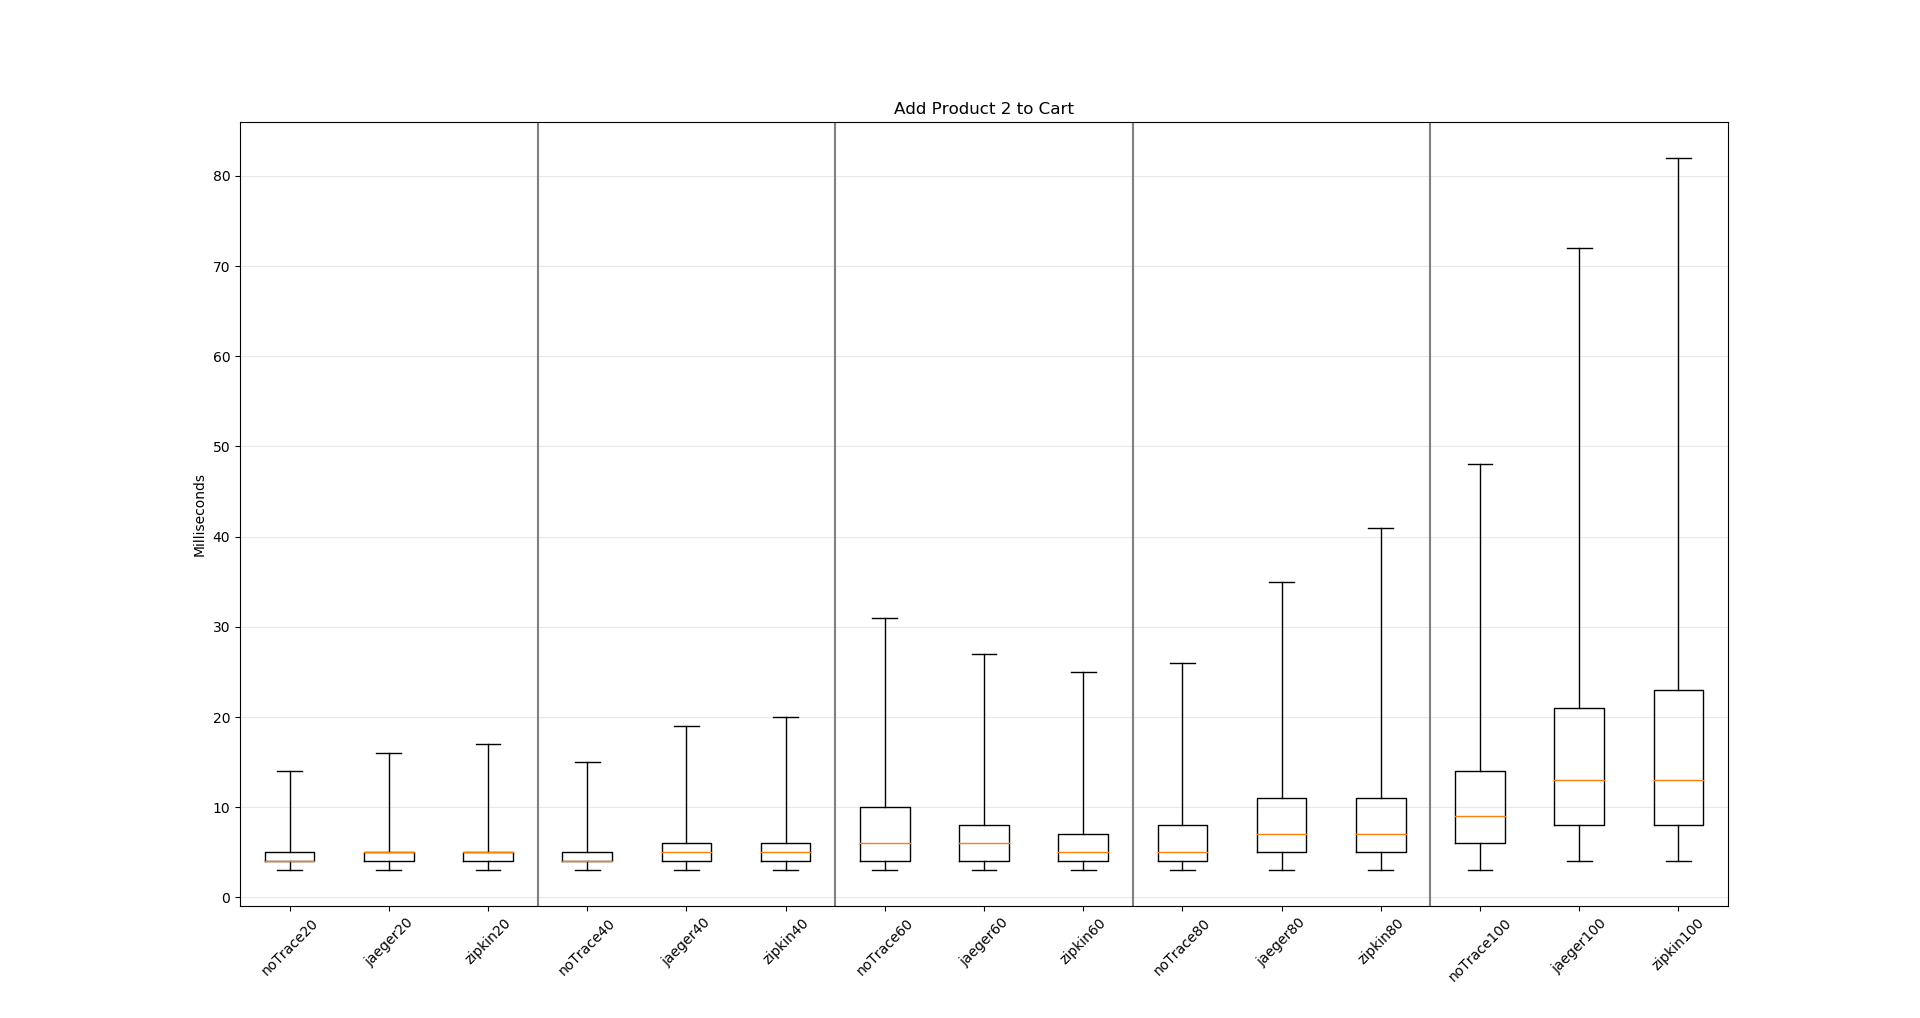 Add Product 2 to Cart
Milliseconds
80
70
60
50
40
30
20
10
0
noTrace20
jaeger20
zipkin20
noTrace40
jaeger40
zipkin40
noTrace60
jaeger60
zipkin60
noTrace80
jaeger80
zipkin80
noTrace100
jaeger100
zipkin100